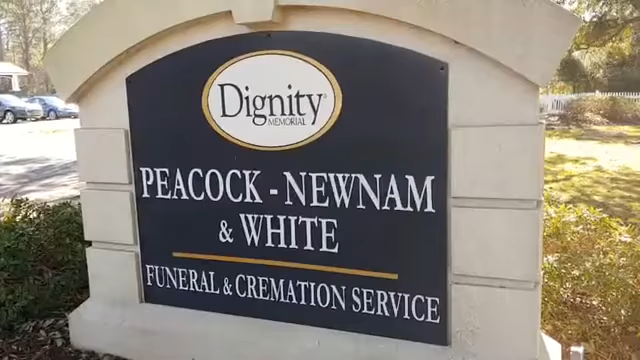 Dignity
MEMORIAL
PEACOCK - NEWNAM
& WHITE
FUNERAL & CREMATION SERVICE